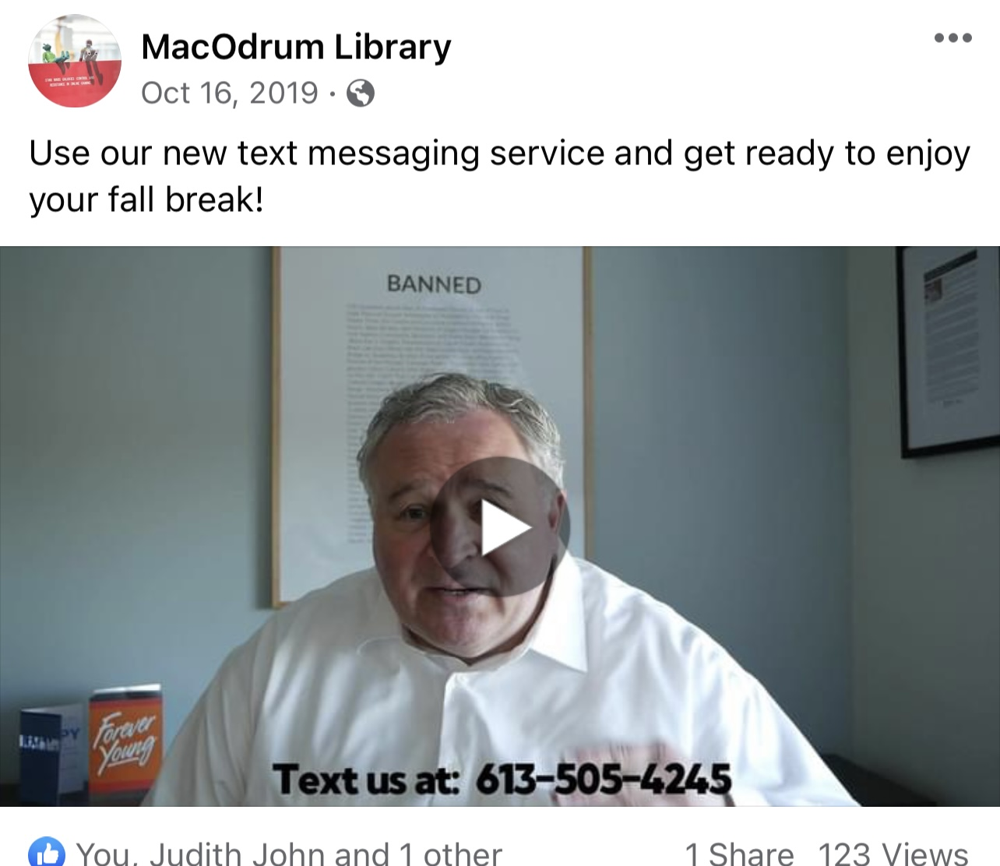 MacOdrum Library
Oct 16, 2019 ·
Use our new text messaging service and get ready to enjoy
your fall break!
BANNED
Forever
Young
Text us at: 613-505-4245
You, Judith John and 1 other
1 Share 123 Views